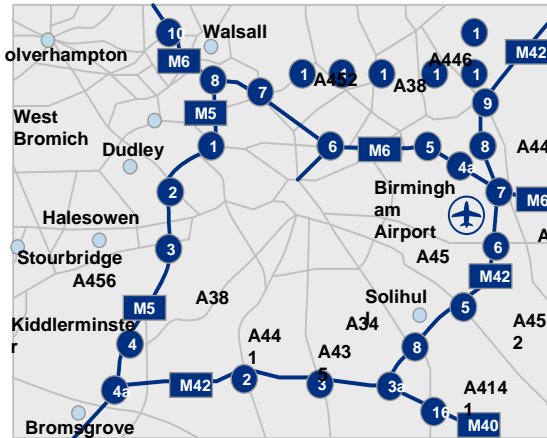 10
Walsall
1
M42
olverhampton
M6
A446
8
1
A452
1
1
A38
1
1
7
M5
9
West
Bromich
1
6
M6
5
8
A44
Dudley
4a
2
Birmingh
am
Airport
7
M6
Halesowen
3
6
A
Stourbridge
A45
A456
M42
M5
A38
Solihul
l
5
A45
2
Kiddlerminste
r
A34
4
A44
1
A43
5
8
4a
M42
2
3
3a
A414
1
Bromsgrove
16
M40